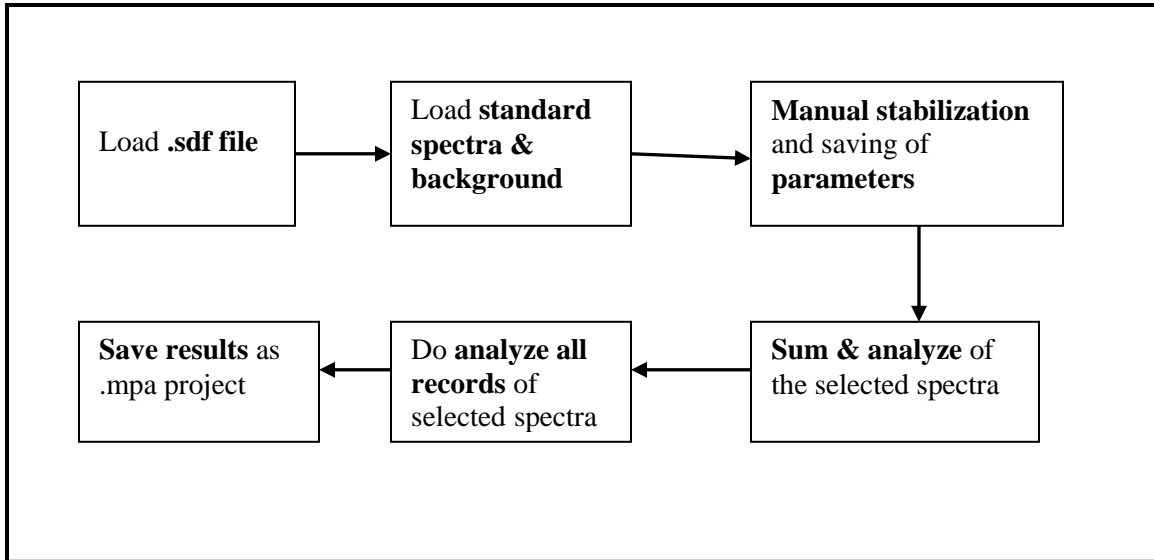 Load .sdf file
Load standard
spectra &
background
Manual stabilization
and saving of
parameters
Save results as
.mpa project
Do analyze all
records of
selected spectra
Sum & analyze of
the selected spectra